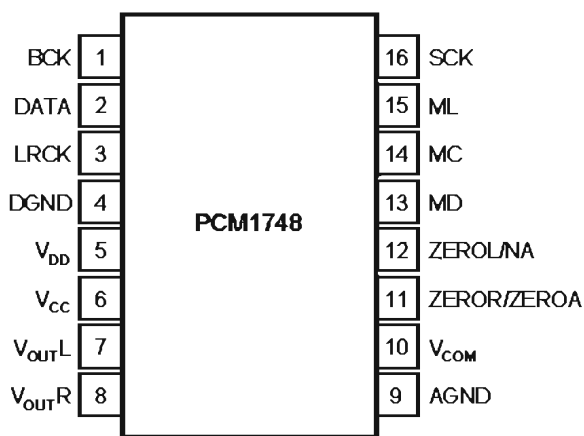 BCK 1 16 SCK
DATA 2 15 ML
LRCK 3 14 MC
DGND 4 13 MD
PCM1748
VDD 5 12 ZEROL/NA
VCC 6 11 ZEROR/ZEROA
VOUTL 7 10 VCOM
VOUTR 8 9 AGND